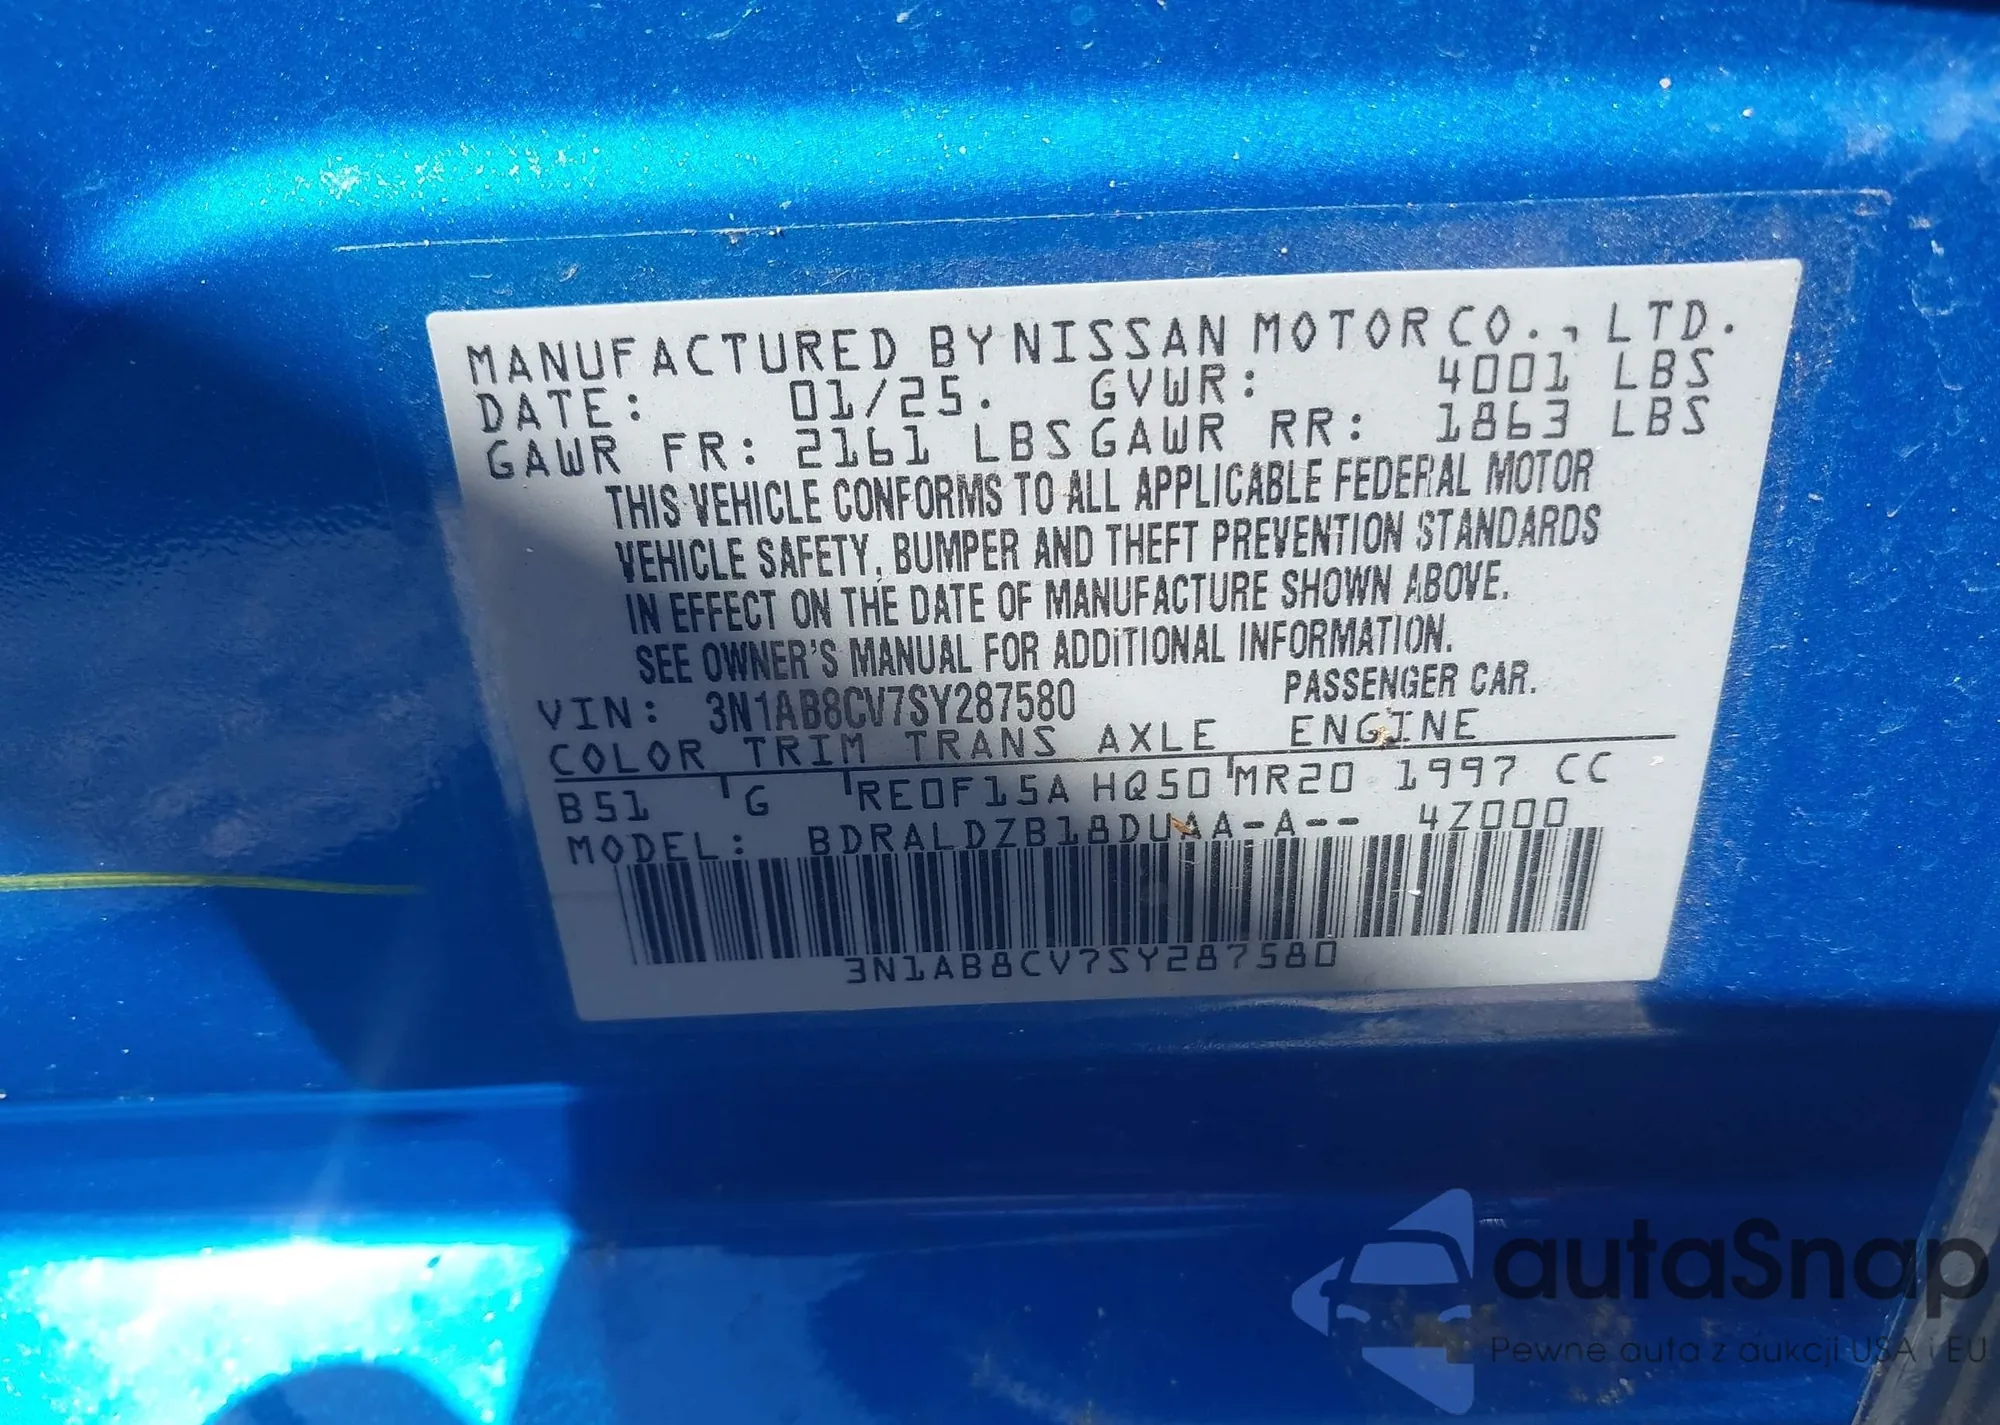 MANUFACTURED BY NISSAN MOTOR CO., LTD.
DATE: 01/25. GVWR: 4001 LBS
GAWR FR: 2161 LBS GAWR RR: 1863 LBS
THIS VEHICLE CONFORMS TO ALL APPLICABLE FEDERAL MOTOR
VEHICLE SAFETY, BUMPER AND THEFT PREVENTION STANDARDS
IN EFFECT ON THE DATE OF MANUFACTURE SHOWN ABOVE.
SEE OWNER'S MANUAL FOR ADDITIONAL INFORMATION.
VIN: 3N1AB8CV7SY287580 PASSENGER CAR.
COLOR TRIM TRANS AXLE ENGINE
B51 G RE0F15A HQ50 MR20 1997 CC
MODEL: BDRALDZB18DUAA-A-- 4Z000
3N1AB8CV7SY287580
autaSnap
Pewne auta z aukcji USA i EU